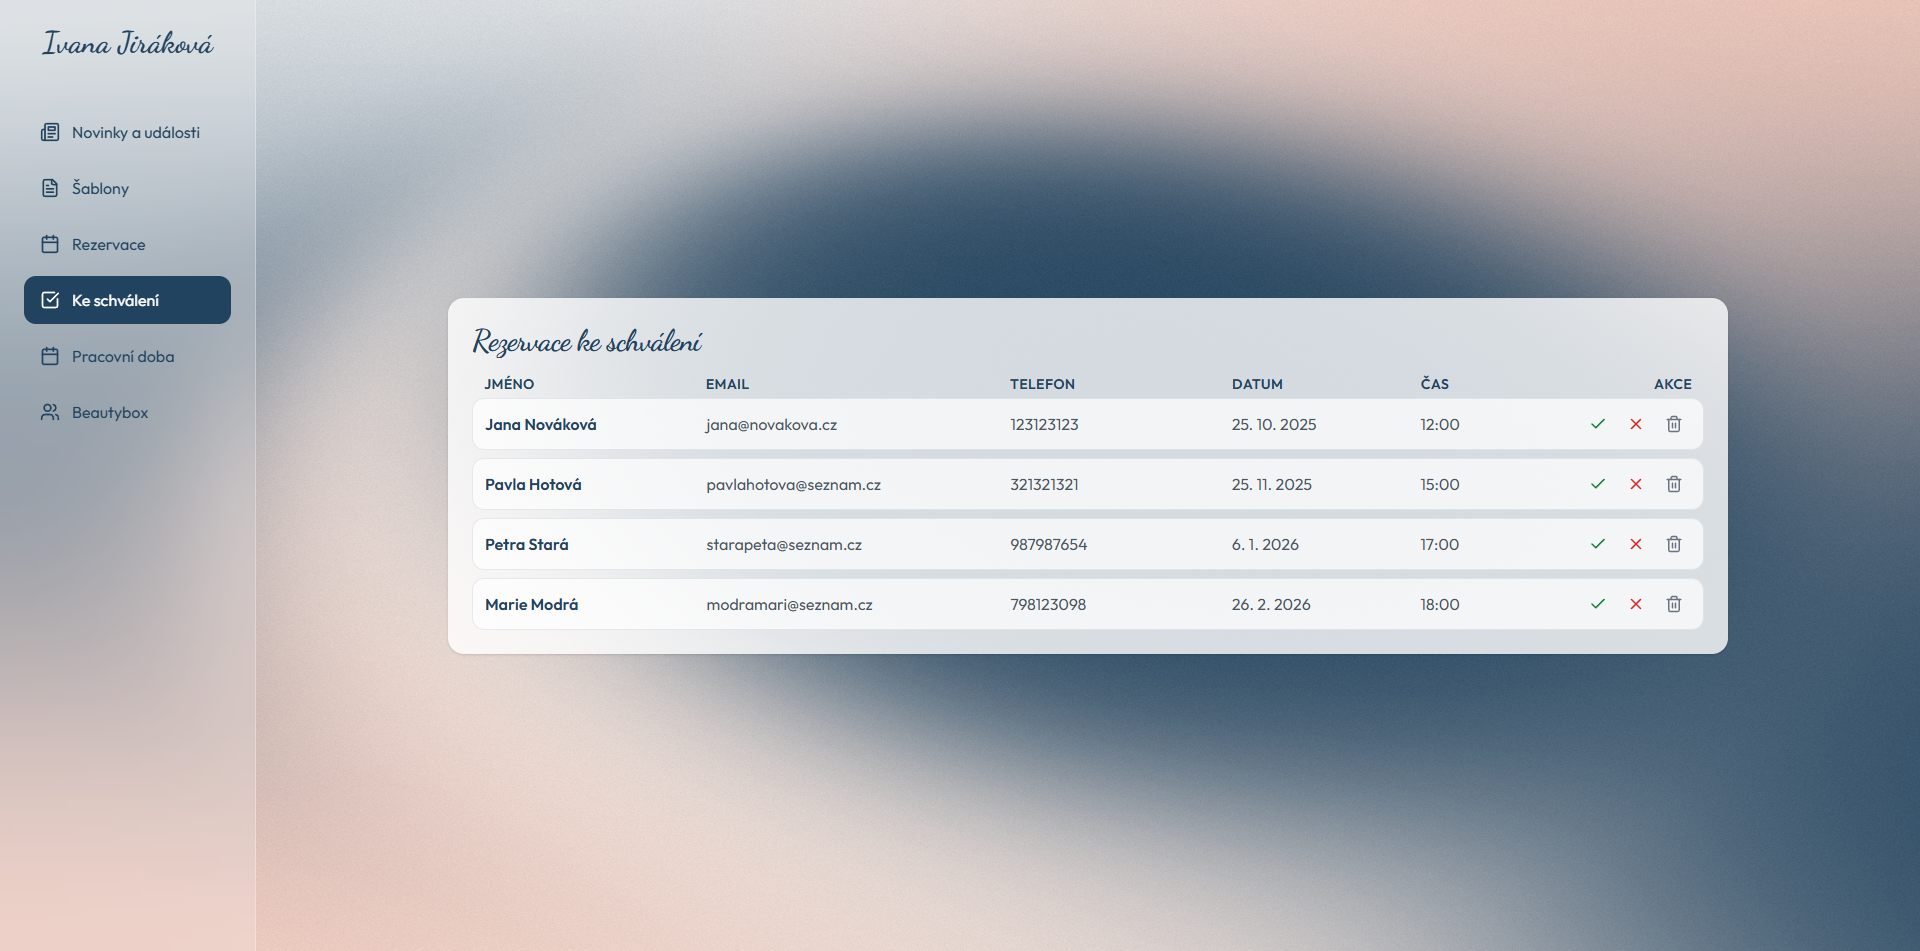 Ivana Jiráková
Novinky a události
Šablony
Rezervace
Ke schválení
Pracovní doba
Beautybox
Rezervace ke schválení
JMÉNO EMAIL TELEFON DATUM ČAS AKCE
Jana Nováková jana@novakova.cz 123123123 25. 10. 2025 12:00
Pavla Hotová pavlahotova@seznam.cz 321321321 25. 11. 2025 15:00
Petra Stará starapeta@seznam.cz 987987654 6. 1. 2026 17:00
Marie Modrá modramari@seznam.cz 798123098 26. 2. 2026 18:00